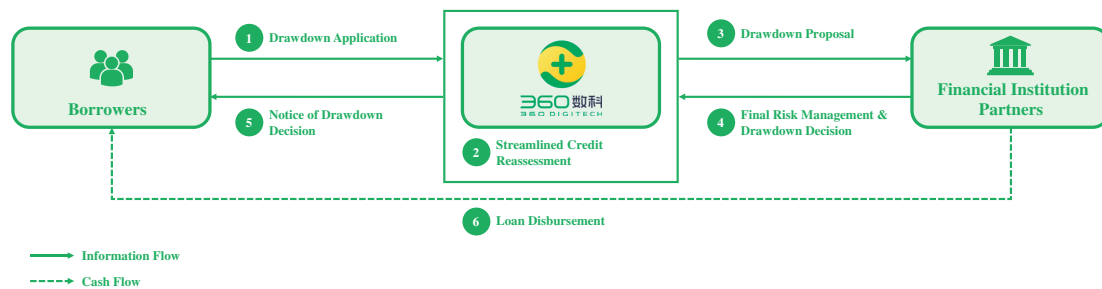 1 Drawdown Application
3 Drawdown Proposal
Borrowers
360数科
360 DIGITECH
Financial Institution
Partners
5 Notice of Drawdown
Decision
4 Final Risk Management &
Drawdown Decision
2 Streamlined Credit
Reassessment
6 Loan Disbursement
Information Flow
Cash Flow